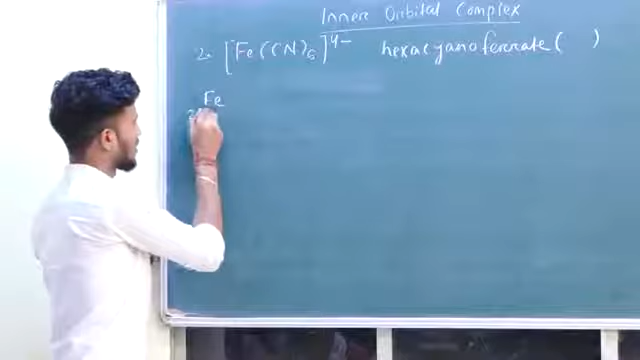 Inner Orbital Complex
2. [Fe(CN)6]4- hexacyanoferrate( )
Fe